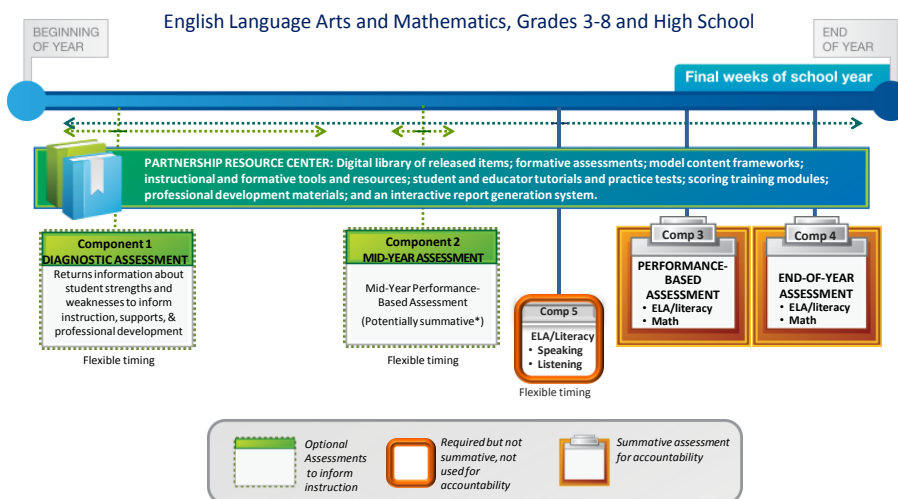 English Language Arts and Mathematics, Grades 3-8 and High School
BEGINNING
OF YEAR
END
OF YEAR
Final weeks of school year
PARTNERSHIP RESOURCE CENTER: Digital library of released items; formative assessments; model content frameworks;
instructional and formative tools and resources; student and educator tutorials and practice tests; scoring training modules;
professional development materials; and an interactive report generation system.
Component 1
DIAGNOSTIC ASSESSMENT
Returns information about
student strengths and
weaknesses to inform
instruction, supports, &
professional development
Flexible timing
Component 2
MID-YEAR ASSESSMENT
Mid-Year Performance-
Based Assessment
(Potentially summative*)
Flexible timing
Comp 5
ELA/Literacy
• Speaking
• Listening
Flexible timing
Comp 3
PERFORMANCE-
BASED
ASSESSMENT
• ELA/literacy
• Math
Comp 4
END-OF-YEAR
ASSESSMENT
• ELA/literacy
• Math
Optional
Assessments
to inform
instruction
Required but not
summative, not
used for
accountability
Summative assessment
for accountability